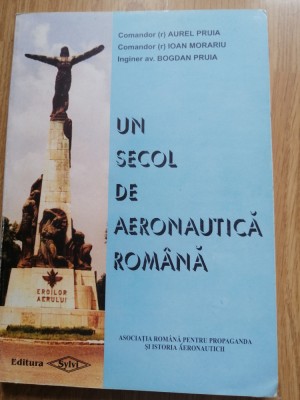 Comandor (r) AUREL PRUIA
Comandor (r) IOAN MORARIU
Inginer av. BOGDAN PRUIA
UN
SECOL
DE
AERONAUTICĂ
ROMÂNĂ
EROILOR
AERULUI
ASOCIAȚIA ROMÂNĂ PENTRU PROPAGANDA
ȘI ISTORIA AERONAUTICII
Editura Sylvi